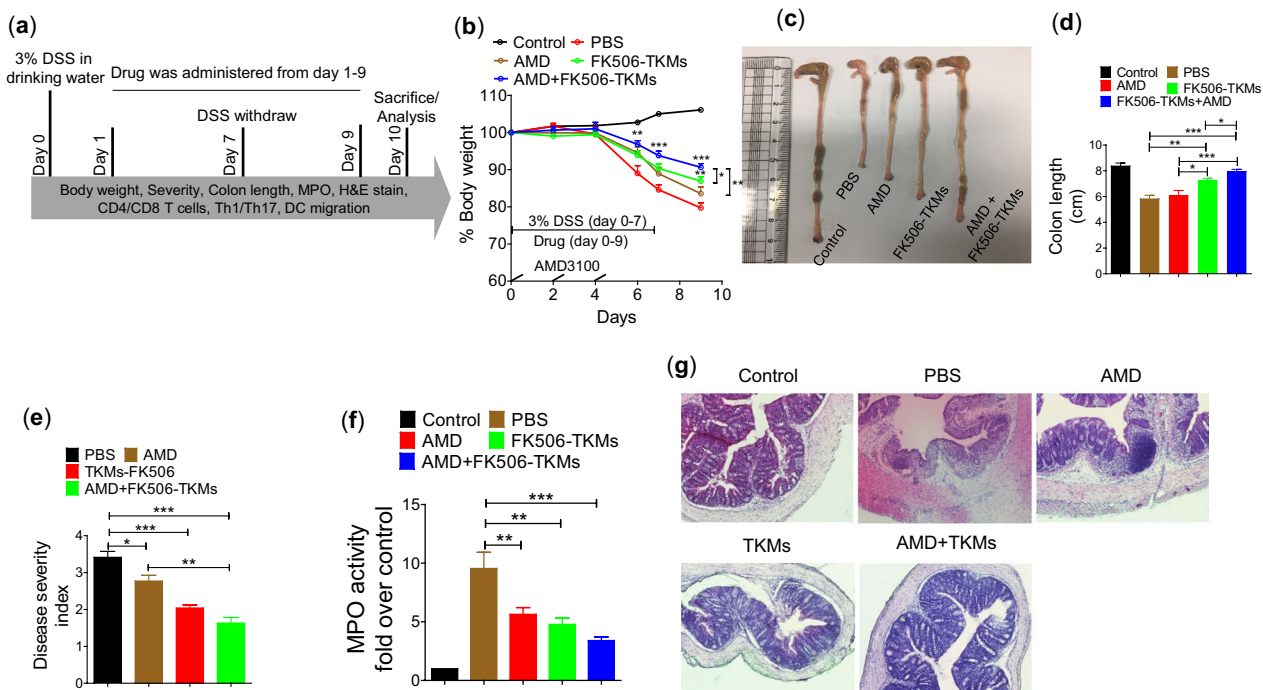 (a)
3% DSS in
drinking water
Drug was administered from day 1-9
DSS withdraw
Sacrifice/
Analysis
Day 0
Day 1
Day 7
Day 9
Day 10
Body weight, Severity, Colon length, MPO, H&E stain,
CD4/CD8 T cells, Th1/Th17, DC migration
(b)
Control PBS
AMD FK506-TKMs
AMD+FK506-TKMs
% Body weight
110
100
90
80
70
60
** *** *** ** * **
3% DSS (day 0-7)
Drug (day 0-9)
AMD3100
0 2 4 6 8 10
Days
(c)
Control
PBS
AMD
FK506-TKMs
AMD +
FK506-TKMs
(d)
Control PBS
AMD FK506-TKMs
FK506-TKMs+AMD
Colon length
(cm)
10
8
6
4
2
0
*
***
**
***
*
(e)
PBS AMD
TKMs-FK506
AMD+FK506-TKMs
Disease severity
index
4
3
2
1
0
***
***
*
**
(f)
Control PBS
AMD FK506-TKMs
AMD+FK506-TKMs
MPO activity
fold over control
15
10
5
0
***
**
**
(g)
Control
PBS
AMD
TKMs
AMD+TKMs